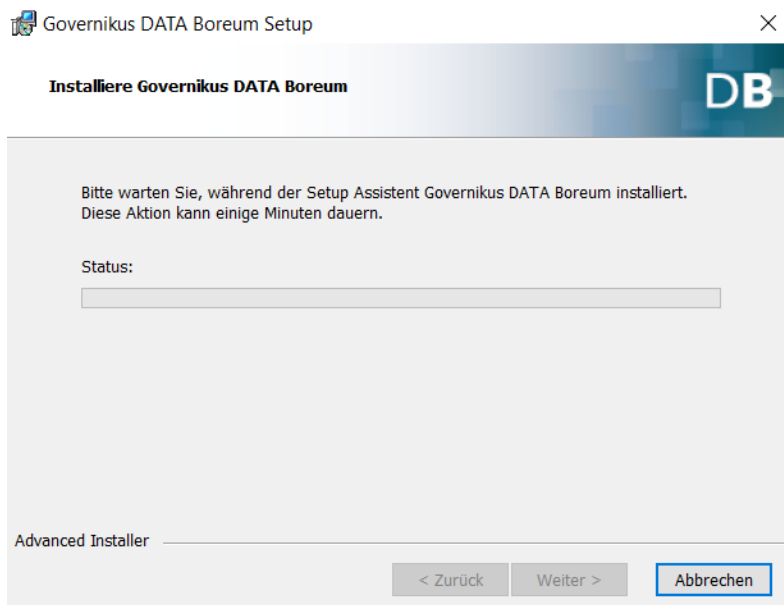 Governikus DATA Boreum Setup
Installiere Governikus DATA Boreum
DB
Bitte warten Sie, während der Setup Assistent Governikus DATA Boreum installiert.
Diese Aktion kann einige Minuten dauern.
Status:
Advanced Installer
< Zurück
Weiter >
Abbrechen